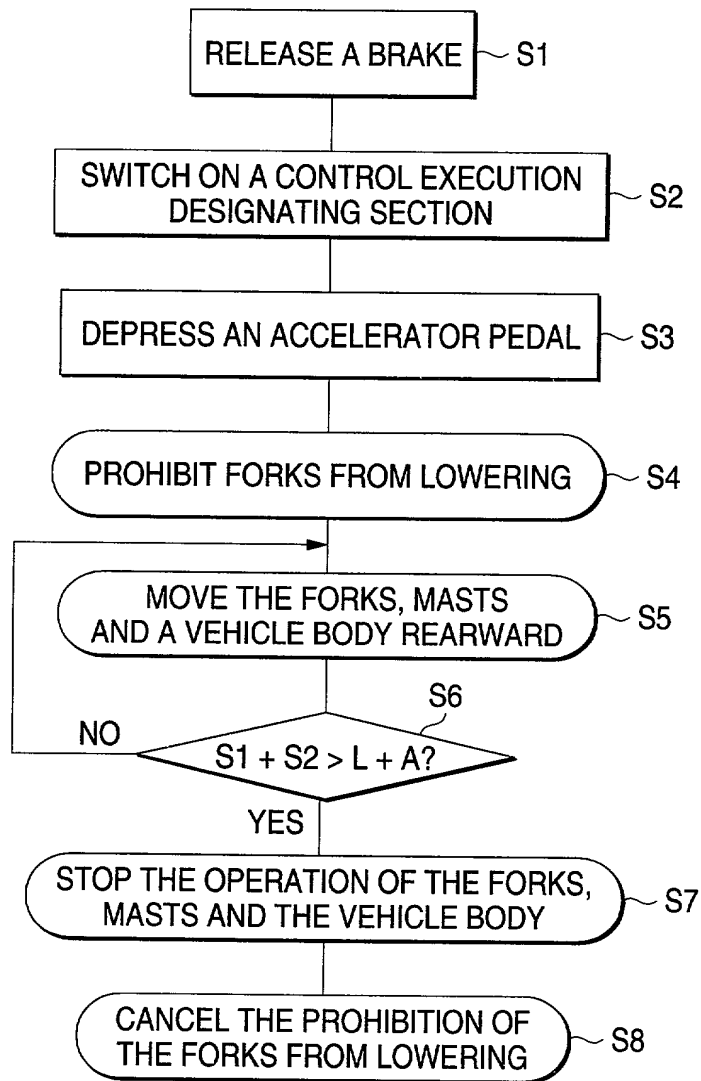 RELEASE A BRAKE
S1
SWITCH ON A CONTROL EXECUTION
DESIGNATING SECTION
S2
DEPRESS AN ACCELERATOR PEDAL
S3
PROHIBIT FORKS FROM LOWERING
S4
MOVE THE FORKS, MASTS
AND A VEHICLE BODY REARWARD
S5
S6
NO
S1 + S2 > L + A?
YES
STOP THE OPERATION OF THE FORKS,
MASTS AND THE VEHICLE BODY
S7
CANCEL THE PROHIBITION OF
THE FORKS FROM LOWERING
S8